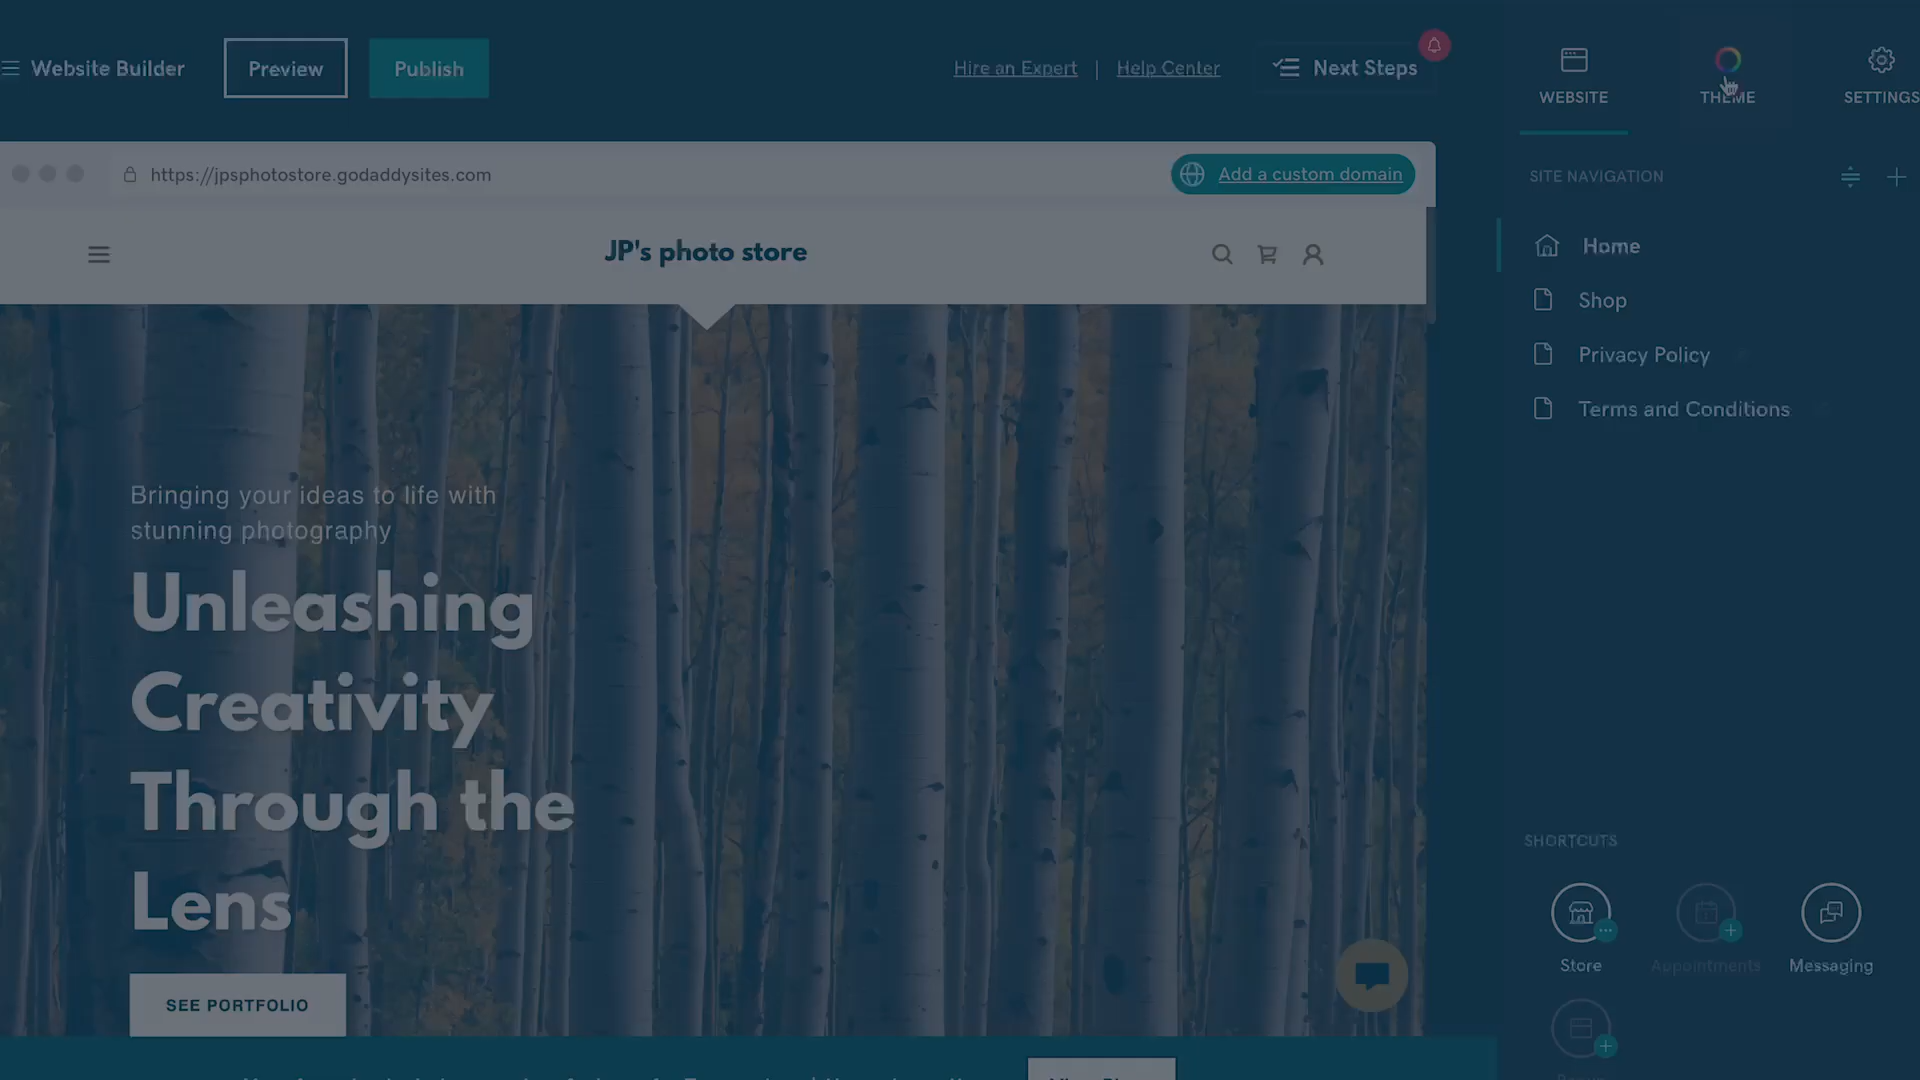 Website Builder
Preview
Publish
Hire an Expert | Help Center
Next Steps
WEBSITE
THEME
SETTINGS
https://jpsphotostore.godaddysites.com
Add a custom domain
SITE NAVIGATION
JP's photo store
Home
Shop
Privacy Policy
Terms and Conditions
Bringing your ideas to life with
stunning photography
Unleashing
Creativity
Through the
Lens
SEE PORTFOLIO
SHORTCUTS
Store
Appointments
Messaging